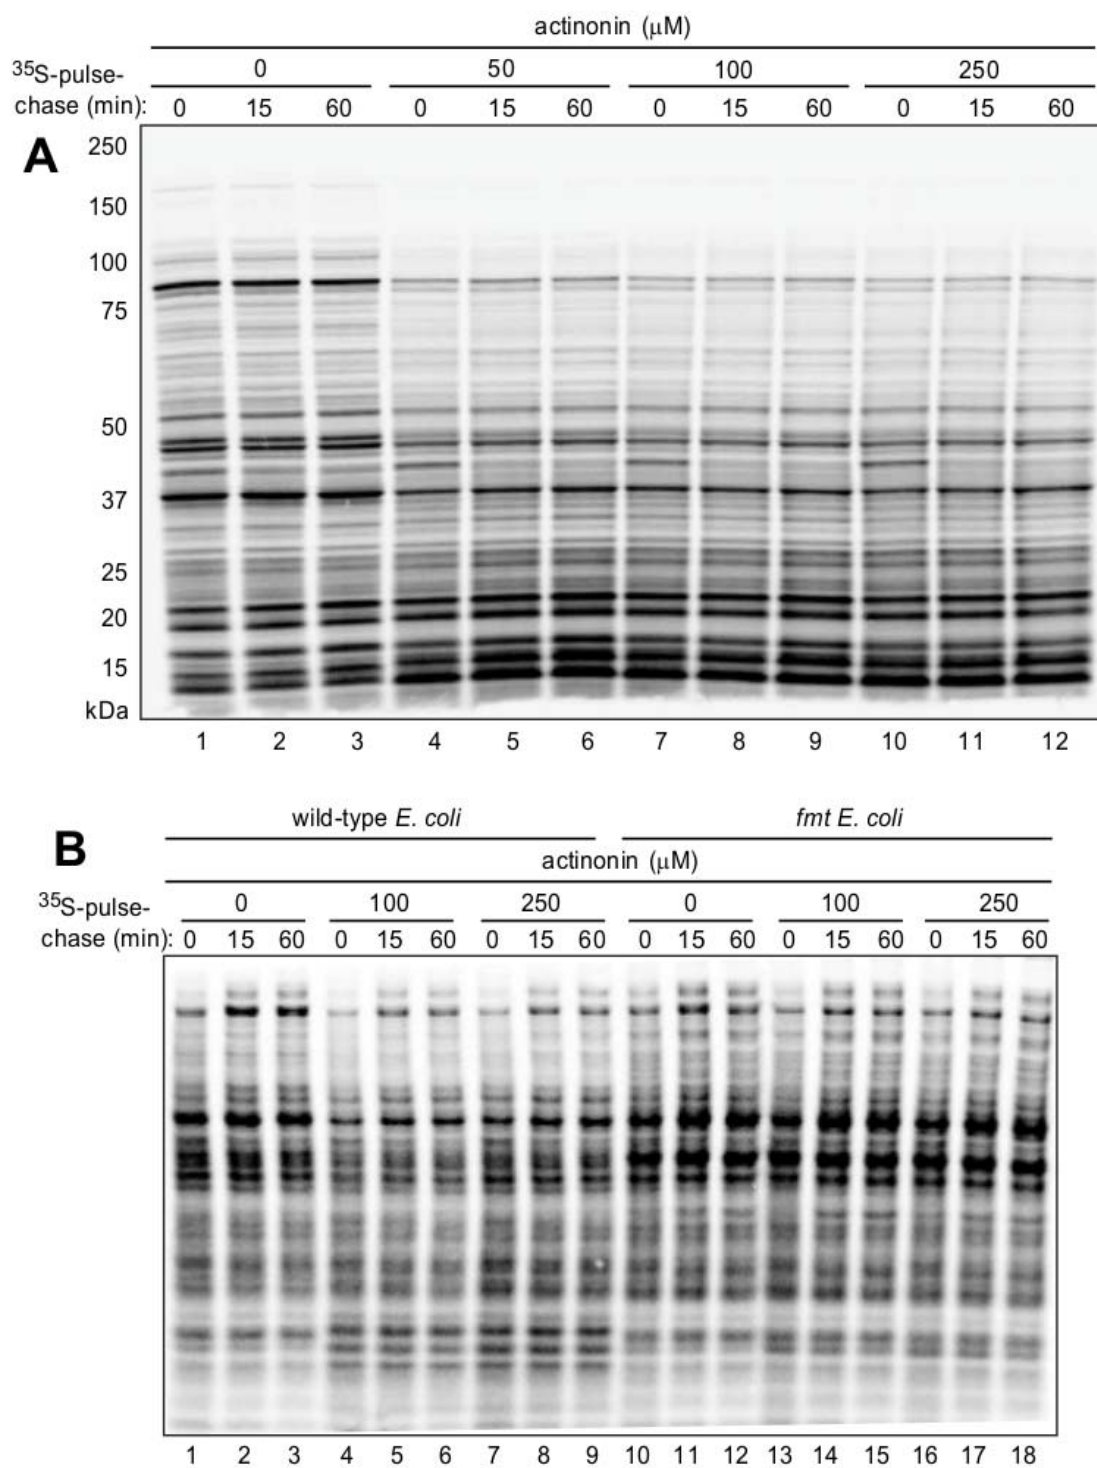 actinonin (μM)
0 50 100 250
35S-pulse-
chase (min): 0 15 60 0 15 60 0 15 60 0 15 60
A
250
150
100
75
50
37
25
20
15
kDa
1 2 3 4 5 6 7 8 9 10 11 12
wild-type E. coli fmt E. coli
B
actinonin (μM)
0 100 250 0 100 250
35S-pulse-
chase (min): 0 15 60 0 15 60 0 15 60 0 15 60 0 15 60 0 15 60
1 2 3 4 5 6 7 8 9 10 11 12 13 14 15 16 17 18